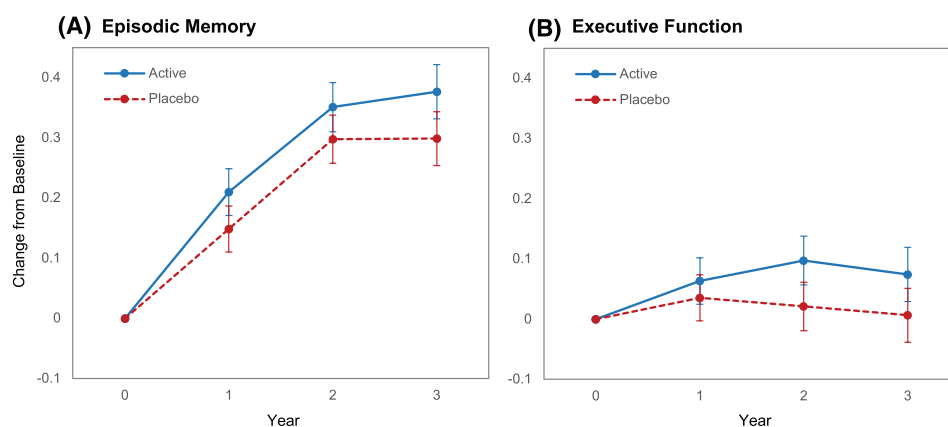 (A) Episodic Memory
Active
Placebo
0.4
0.3
0.2
0.1
0
-0.1
Change from Baseline
0 1 2 3
Year
(B) Executive Function
Active
Placebo
0.4
0.3
0.2
0.1
0
-0.1
0 1 2 3
Year